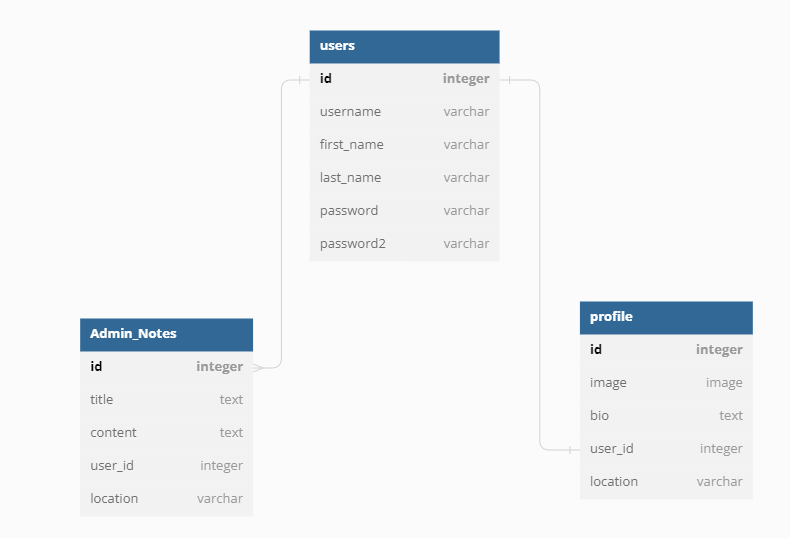 users
id integer
username varchar
first_name varchar
last_name varchar
password varchar
password2 varchar
Admin_Notes
id integer
title text
content text
user_id integer
location varchar
profile
id integer
image image
bio text
user_id integer
location varchar